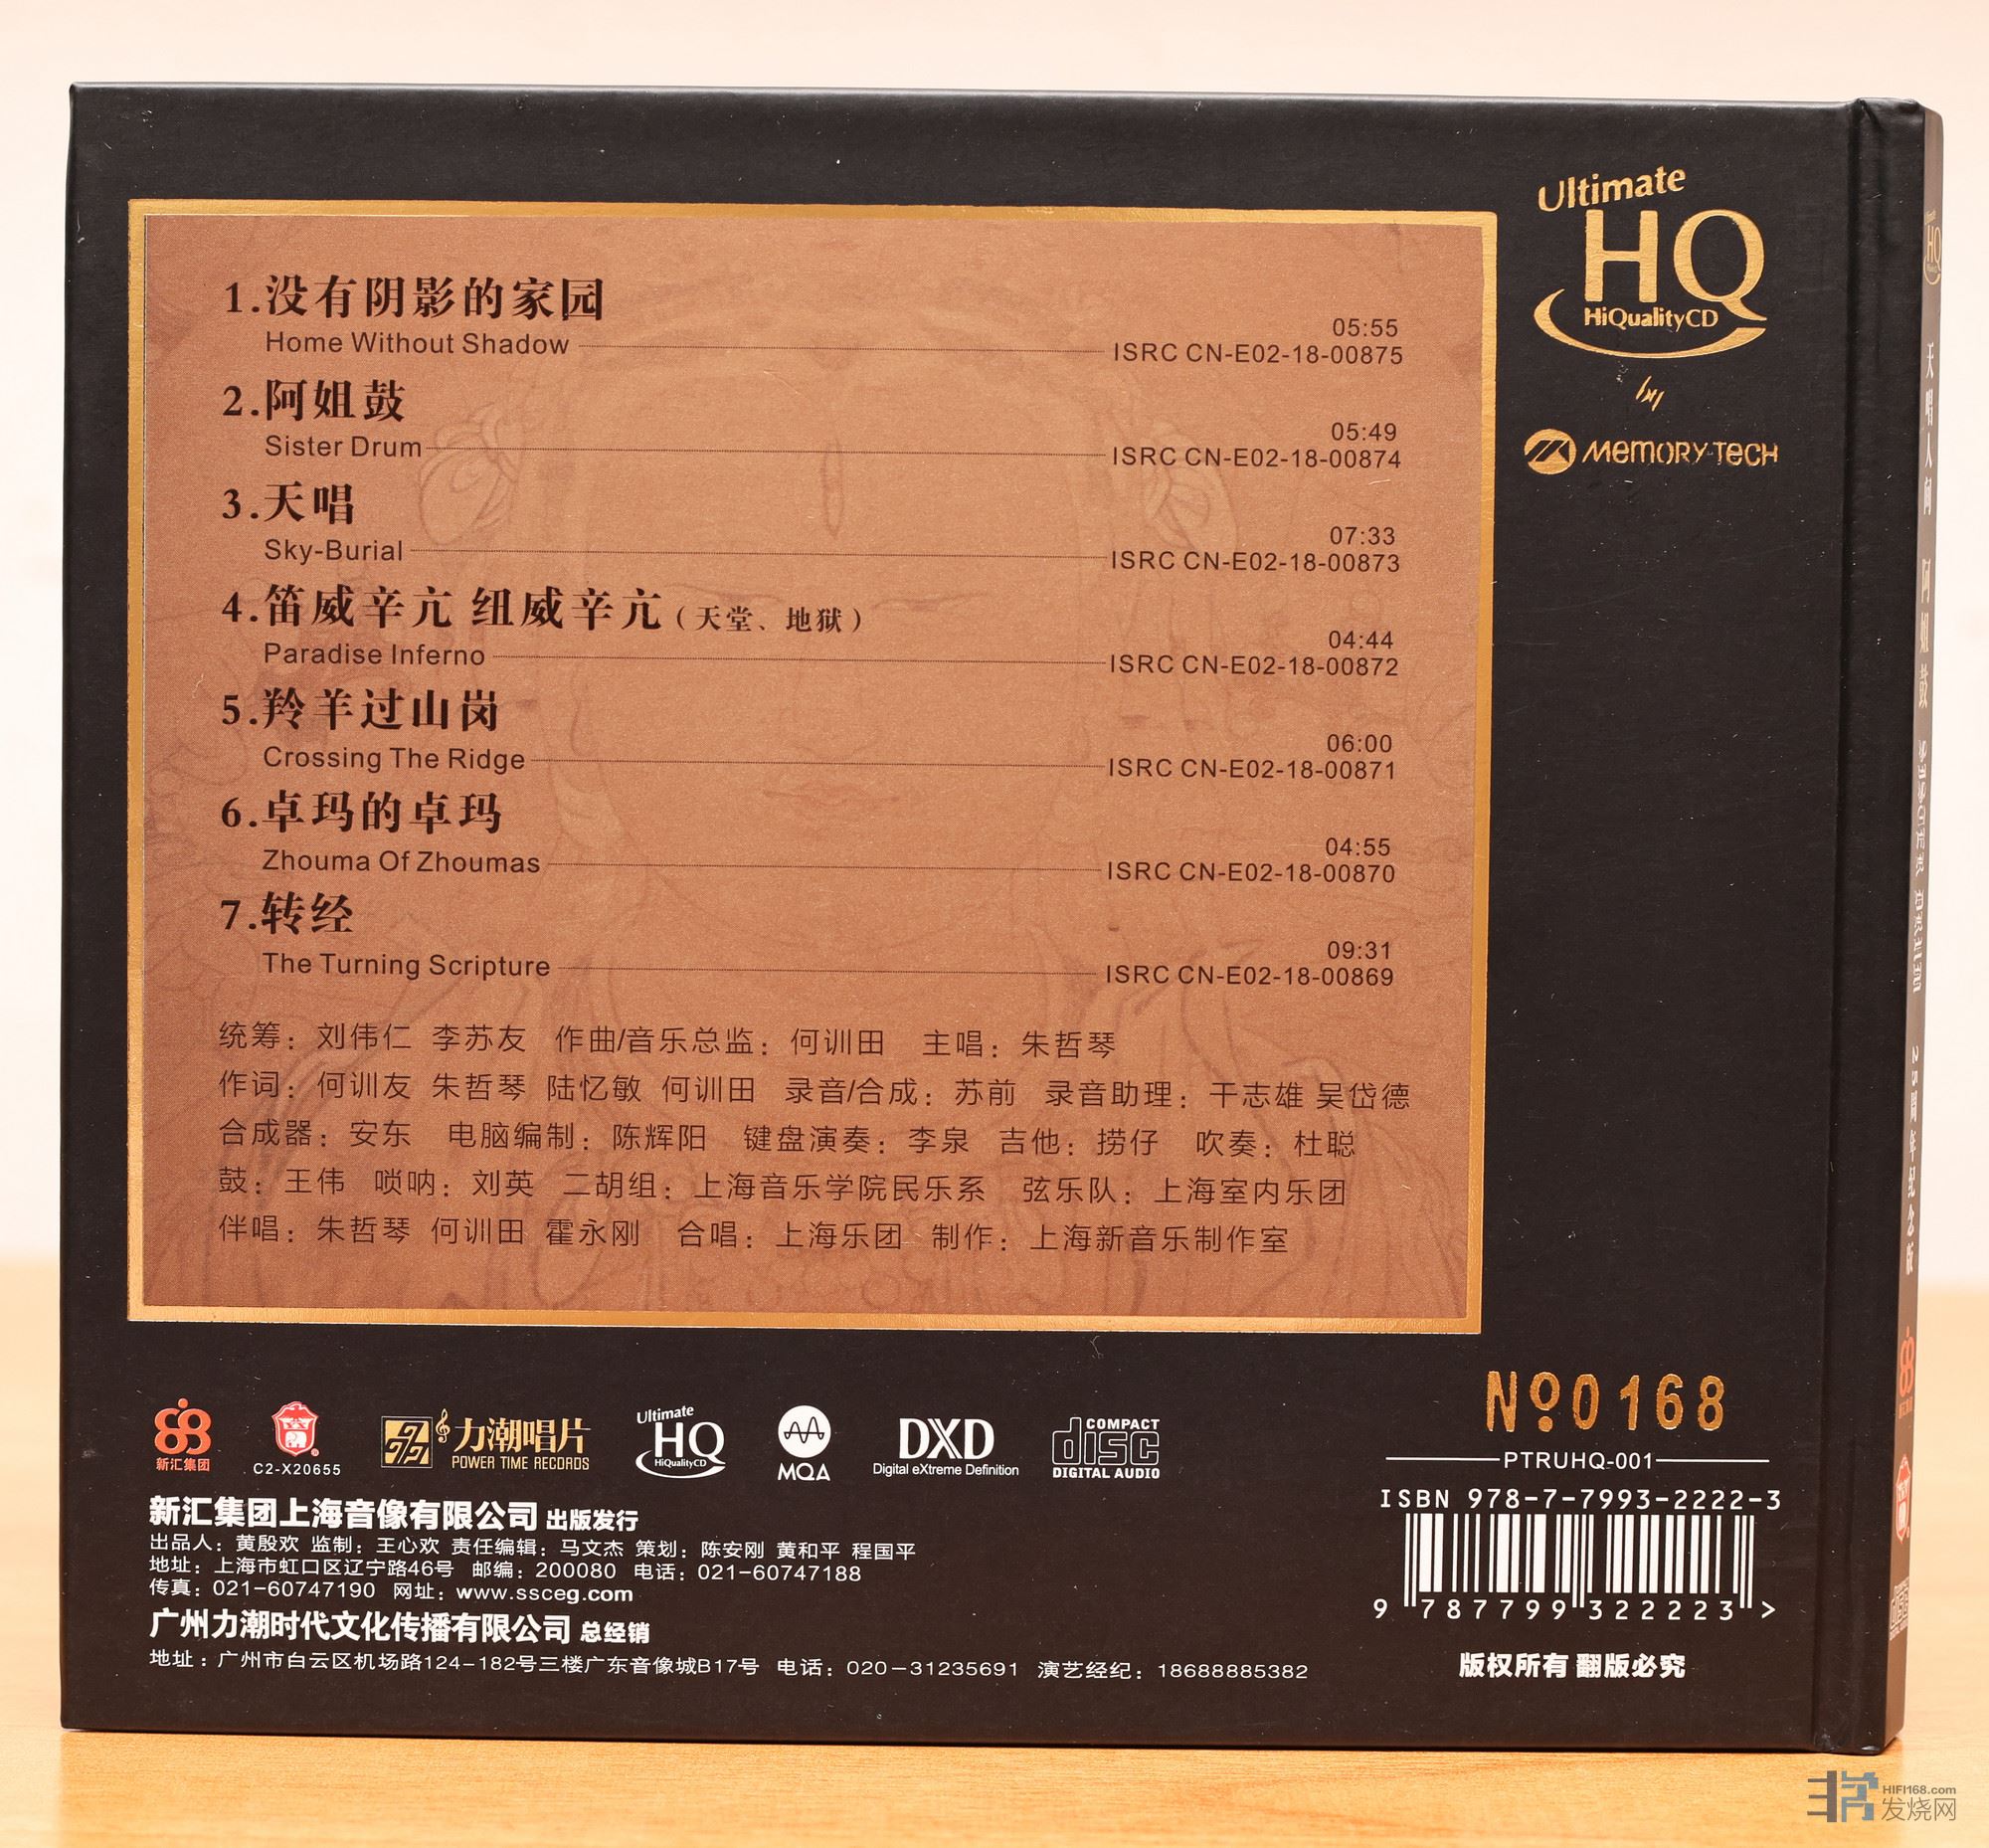 Ultimate
HQ
HiQualityCD
by
MEMORY-TECH
1.没有阴影的家园
05:55
Home Without Shadow ISRC CN-E02-18-00875
2.阿姐鼓
05:49
Sister Drum ISRC CN-E02-18-00874
3.天唱
07:33
Sky-Burial ISRC CN-E02-18-00873
4.笛威辛亢 纽威辛亢(天堂、地狱)
04:44
Paradise Inferno ISRC CN-E02-18-00872
5.羚羊过山岗
06:00
Crossing The Ridge ISRC CN-E02-18-00871
6.卓玛的卓玛
04:55
Zhouma Of Zhoumas ISRC CN-E02-18-00870
7.转经
09:31
The Turning Scripture ISRC CN-E02-18-00869
统筹：刘伟仁 李苏友 作曲/音乐总监：何训田 主唱：朱哲琴
作词：何训友 朱哲琴 陆忆敏 何训田 录音/合成：苏前 录音助理：干志雄 吴岱德
合成器：安东 电脑编制：陈辉阳 键盘演奏：李泉 吉他：捞仔 吹奏：杜聪
鼓：王伟 唢呐：刘英 二胡组：上海音乐学院民乐系 弦乐队：上海室内乐团
伴唱：朱哲琴 何训田 霍永刚 合唱：上海乐团 制作：上海新音乐制作室
新汇集团
C2-X20655
力潮唱片
POWER TIME RECORDS
Ultimate
HQ
HiQualityCD
MQA
DXD
Digital eXtreme Definition
COMPACT
disc
DIGITAL AUDIO
新汇集团上海音像有限公司 出版发行
出品人：黄殷欢 监制：王心欢 责任编辑：马文杰 策划：陈安刚 黄和平 程国平
地址：上海市虹口区辽宁路46号 邮编：200080 电话：021-60747188
传真：021-60747190 网址：www.ssceg.com
广州力潮时代文化传播有限公司 总经销
地址：广州市白云区机场路124-182号三楼广东音像城B17号 电话：020-31235691 演艺经纪：18688885382
Nº0168
PTRUHQ-001
ISBN 978-7-7993-2222-3
9 787799 322223 >
版权所有 翻版必究
天唱人间 阿姐鼓
25周年纪念版
HIFI168.com
发烧网